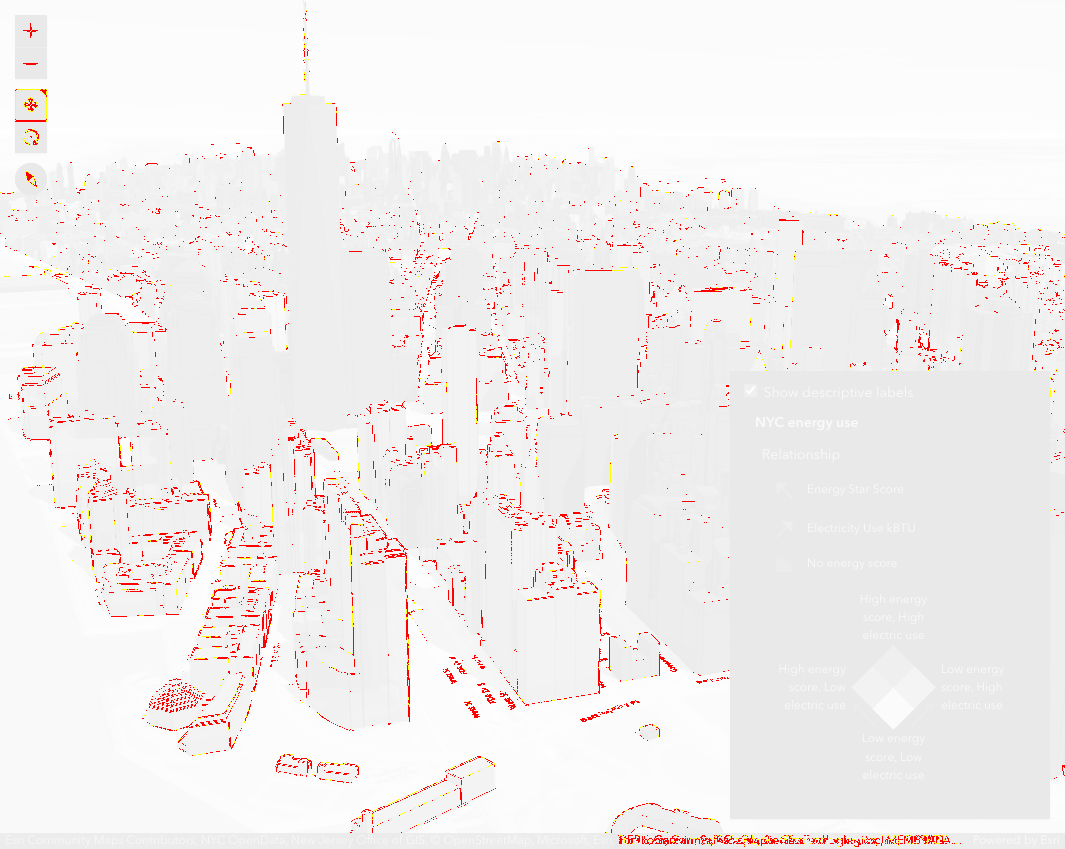 Show descriptive labels
NYC energy use
Relationship
Energy Star Score
Electricity Use kBTU
No energy score
High energy
score, High
electric use
High energy
score, Low
electric use
Low energy
score, High
electric use
Low energy
score, Low
electric use
Esri Community Maps Contributors, NYC OpenData, New Jersey Office of GIS, © OpenStreetMap, Microsoft, Esri
Powered by Esri